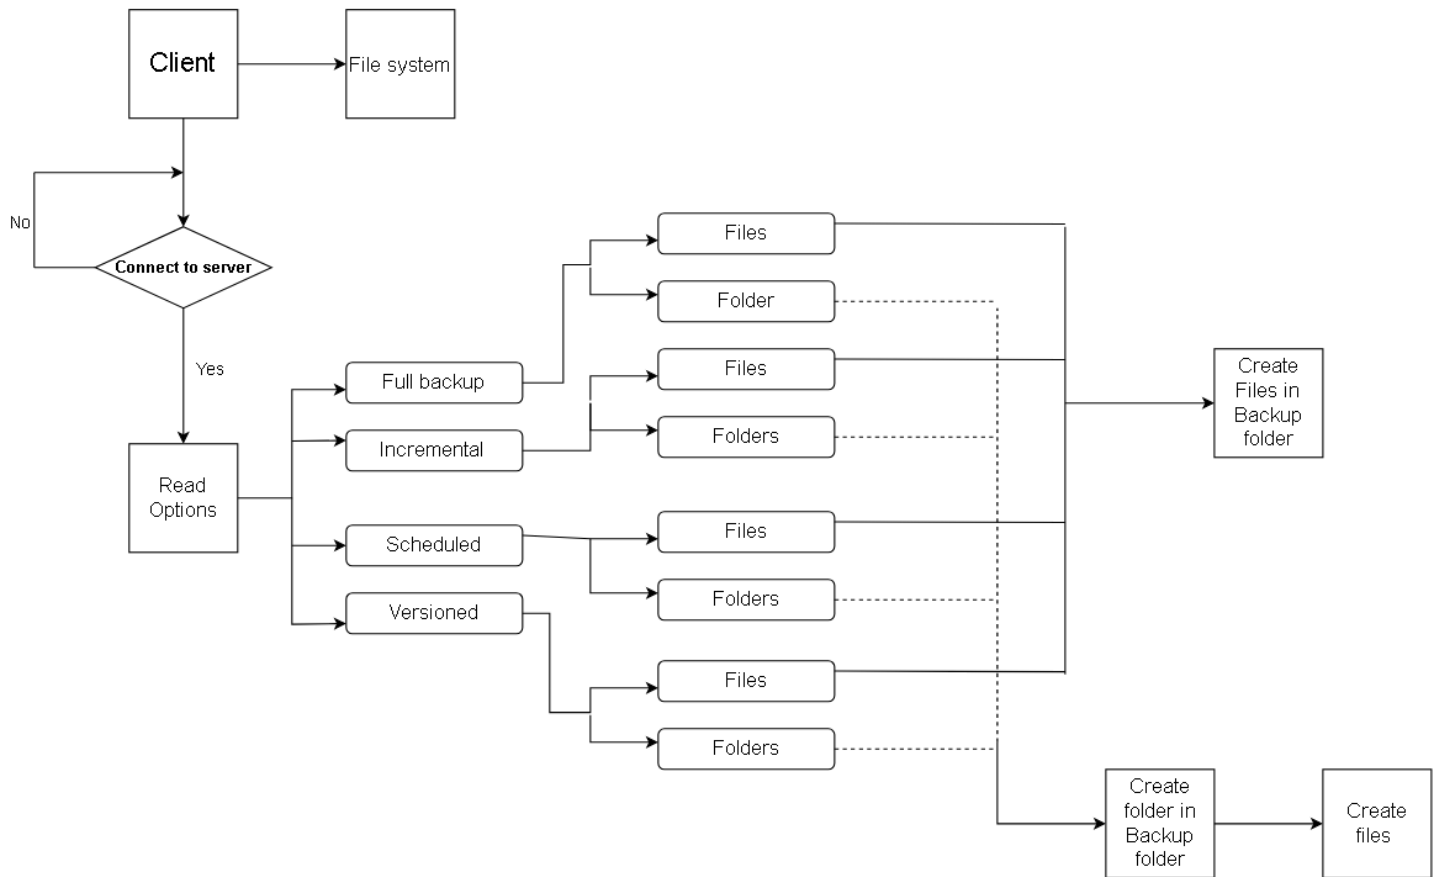 Client
File system
No
Connect to server
Yes
Read
Options
Full backup
Incremental
Scheduled
Versioned
Files
Folder
Files
Folders
Files
Folders
Files
Folders
Create
Files in
Backup
folder
Create
folder in
Backup
folder
Create
files